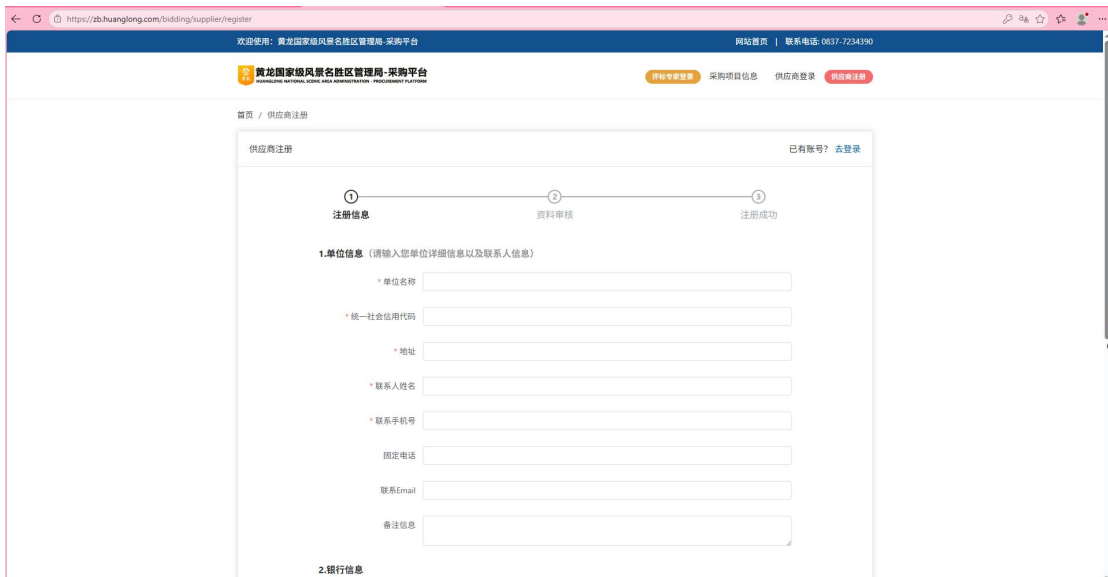 https://zb.huanglong.com/bidding/supplier/register
欢迎使用：黄龙国家级风景名胜区管理局-采购平台
网站首页 | 联系电话: 0837-7234390
黄龙国家级风景名胜区管理局-采购平台
HUANGLONG NATIONAL SCENIC AREA ADMINISTRATION - PROCUREMENT PLATFORM
评标专家登录 采购项目信息 供应商登录 供应商注册
首页 / 供应商注册
供应商注册
已有账号？ 去登录
1 2 3
注册信息 资料审核 注册成功
1.单位信息（请输入您单位详细信息以及联系人信息）
* 单位名称
* 统一社会信用代码
* 地址
* 联系人姓名
* 联系手机号
固定电话
联系Email
备注信息
2.银行信息